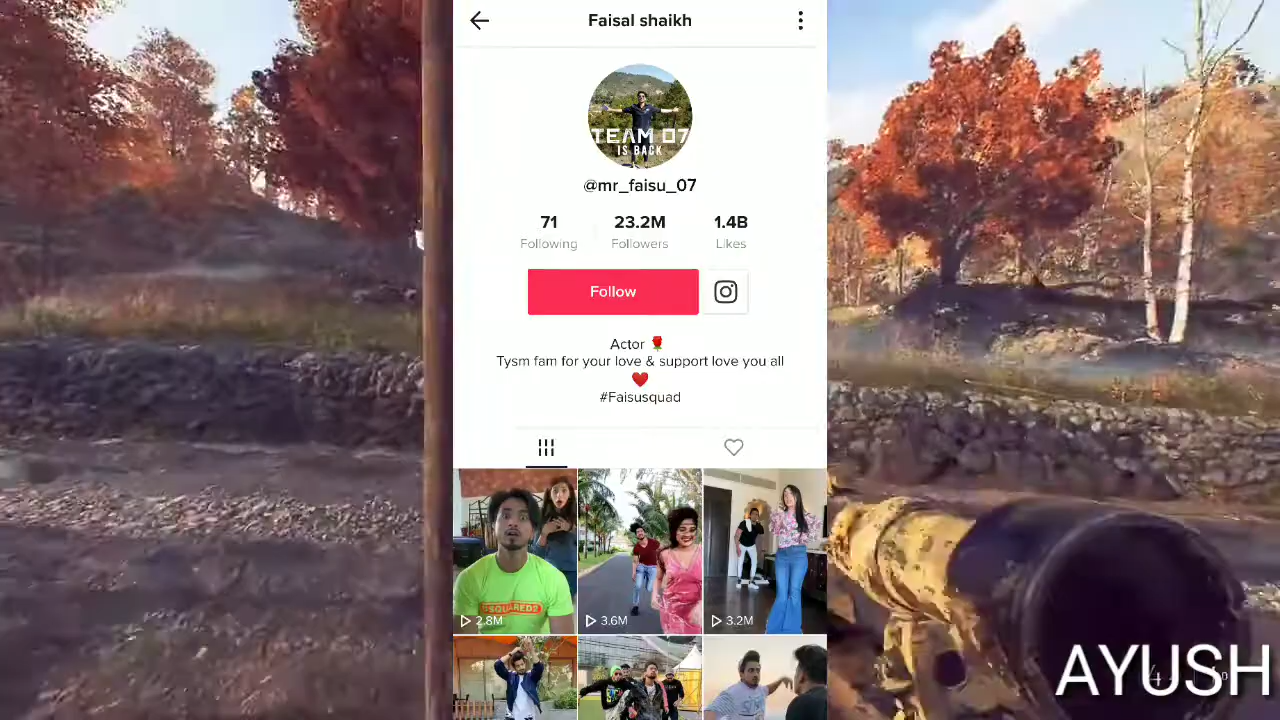 Faisal shaikh
TEAM 07
IS BACK
@mr_faisu_07
71 23.2M 1.4B
Following Followers Likes
Follow
Actor 🌹
Tysm fam for your love & support love you all
❤️
#Faisusquad
DSQUARED2
2.8M 3.6M 3.2M
AYUSH